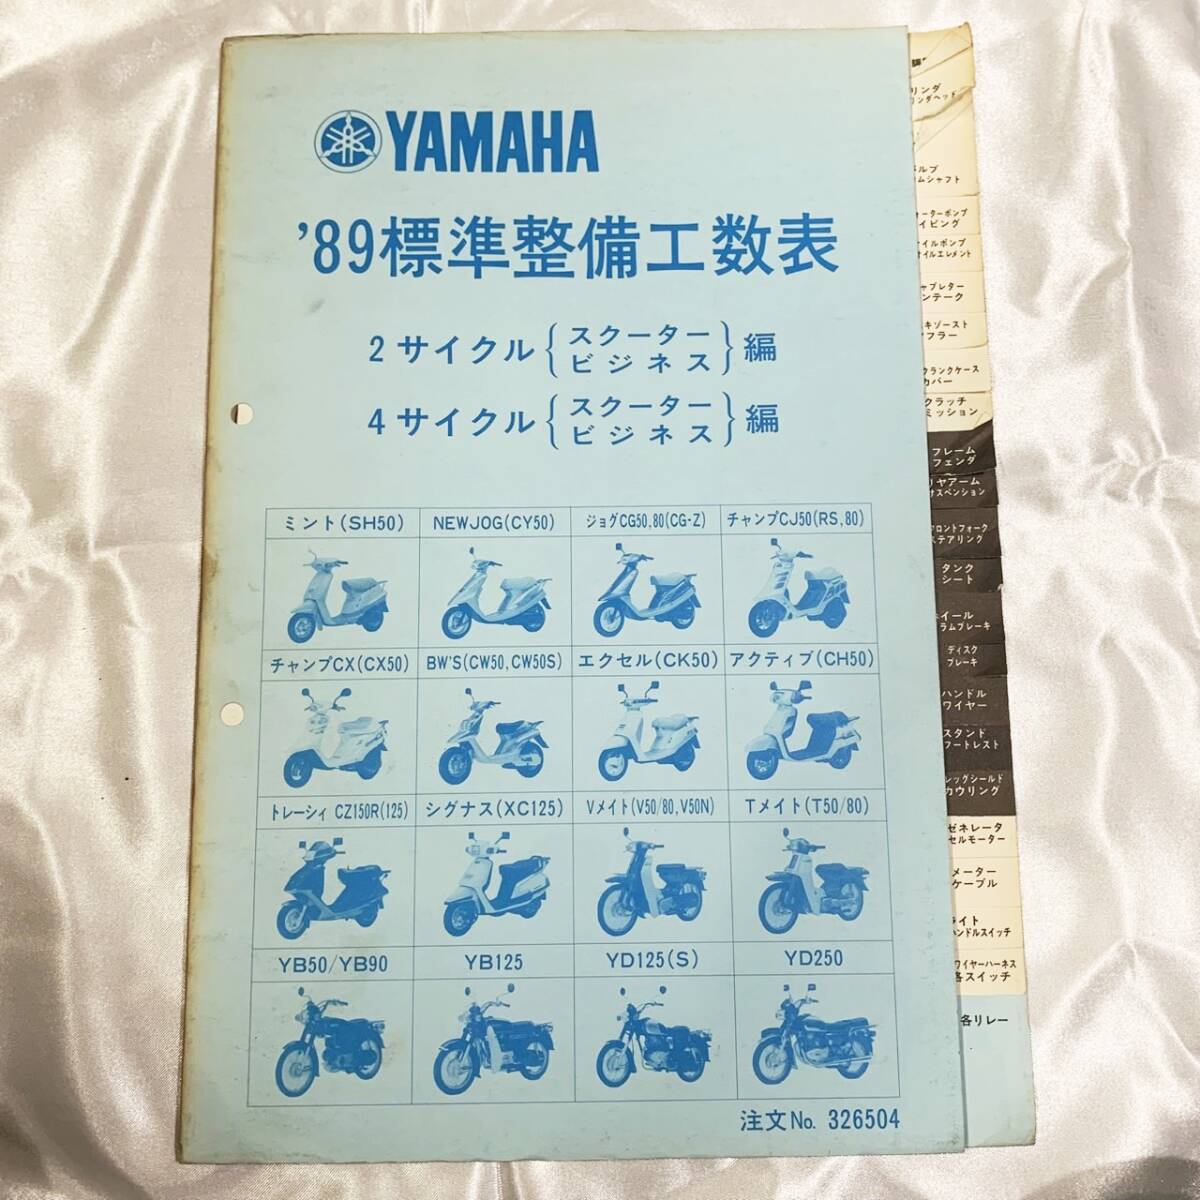 YAMAHA
'89標準整備工数表
2サイクル{スクーター ビジネス}編
4サイクル{スクーター ビジネス}編
ミント(SH50) NEWJOG(CY50) ジョグCG50,80(CG-Z) チャンプCJ50(RS,80)
チャンプCX(CX50) BW'S(CW50,CW50S) エクセル(CK50) アクティブ(CH50)
トレーシィ CZ150R(125) シグナス(XC125) Vメイト(V50/80,V50N) Tメイト(T50/80)
YB50/YB90 YB125 YD125(S) YD250
注文No. 326504
リンダ
リンダヘッド
バルブ
ムシャフト
ォーターポンプ
イピング
イルポンプ
オイルエレメント
ャブレター
ンテーク
キゾースト
フラー
クランクケース
カバー
クラッチ
ミッション
フレーム
フェンダ
リヤアーム
サスペンション
フロントフォーク
ステアリング
タンク
シート
ホイール
ラムブレーキ
ディスク
ブレーキ
ハンドル
ワイヤー
スタンド
フートレスト
レッグシールド
カウリング
ゼネレータ
セルモーター
メーター
ケーブル
ライト
ハンドルスイッチ
ワイヤーハーネス
各スイッチ
各リレー